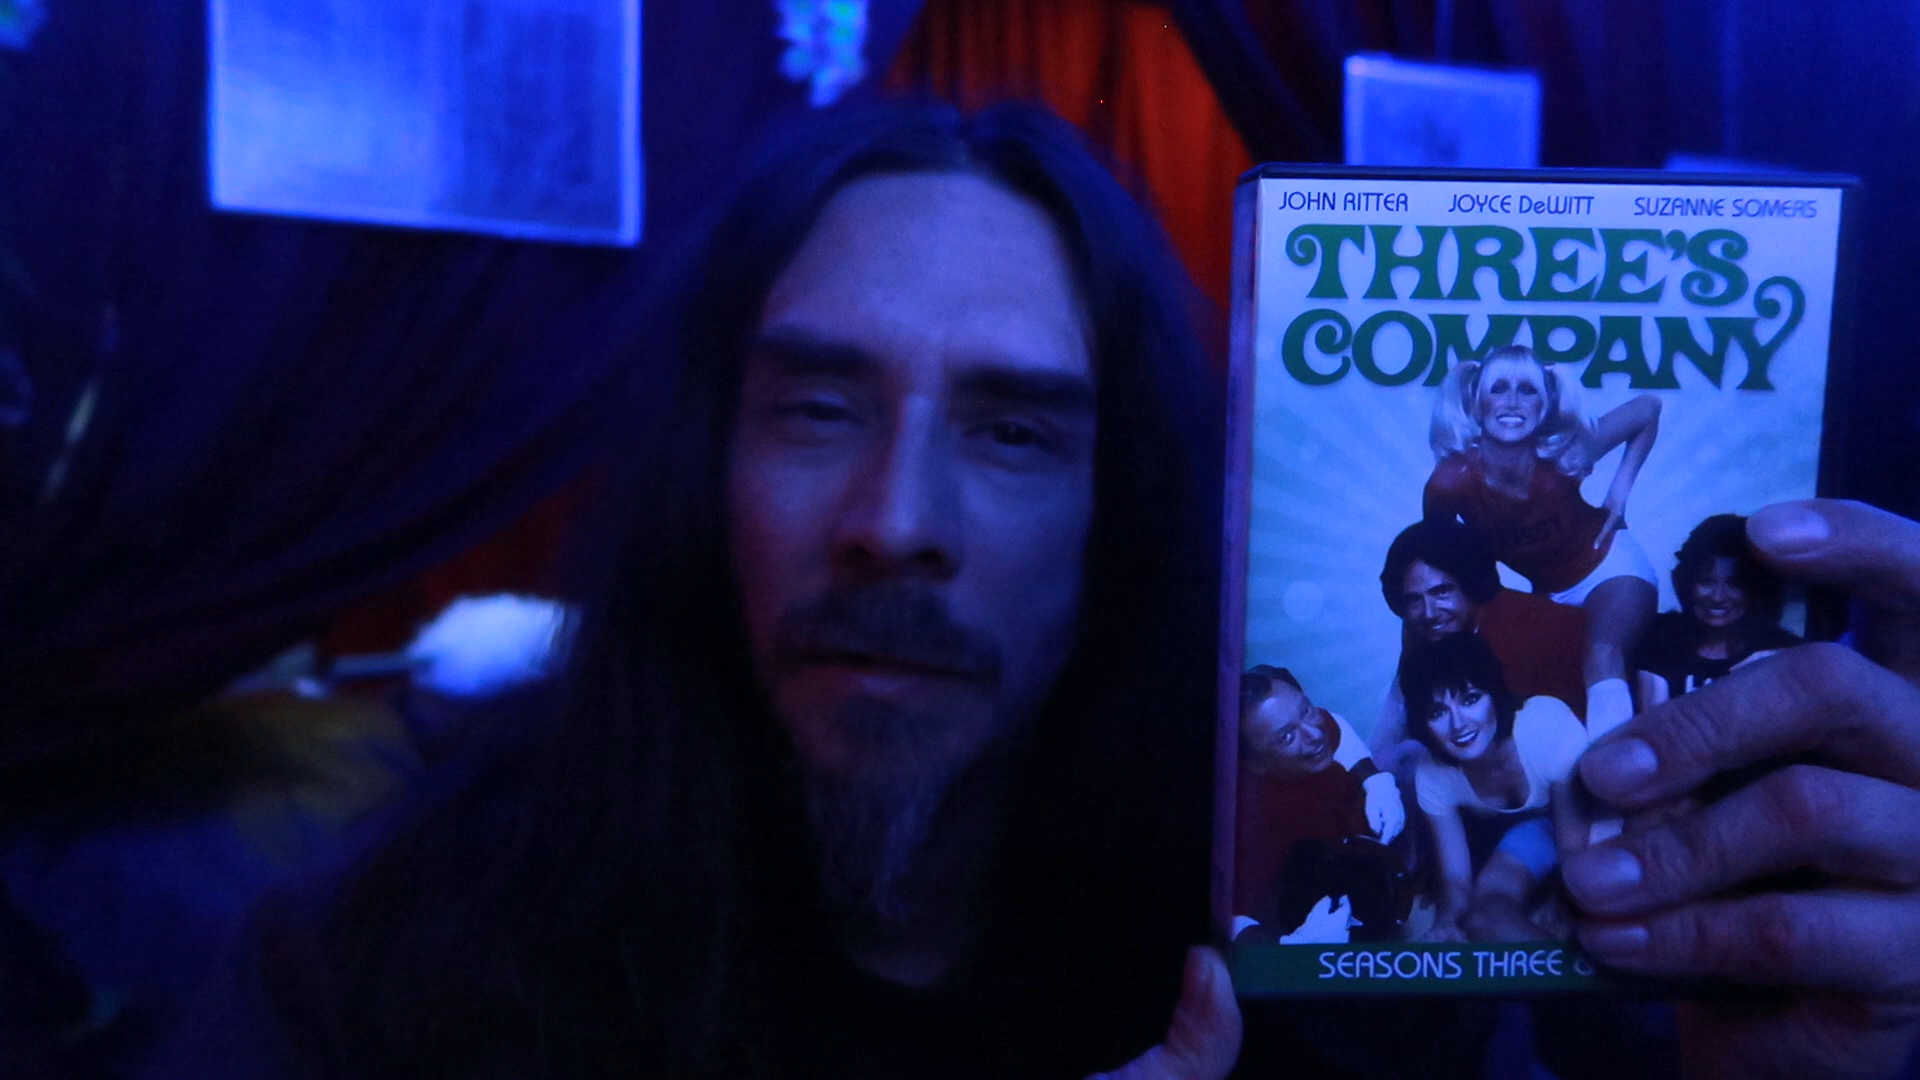 JOHN RITTER JOYCE DeWITT SUZANNE SOMERS
THREE'S
COMPANY
SEASONS THREE